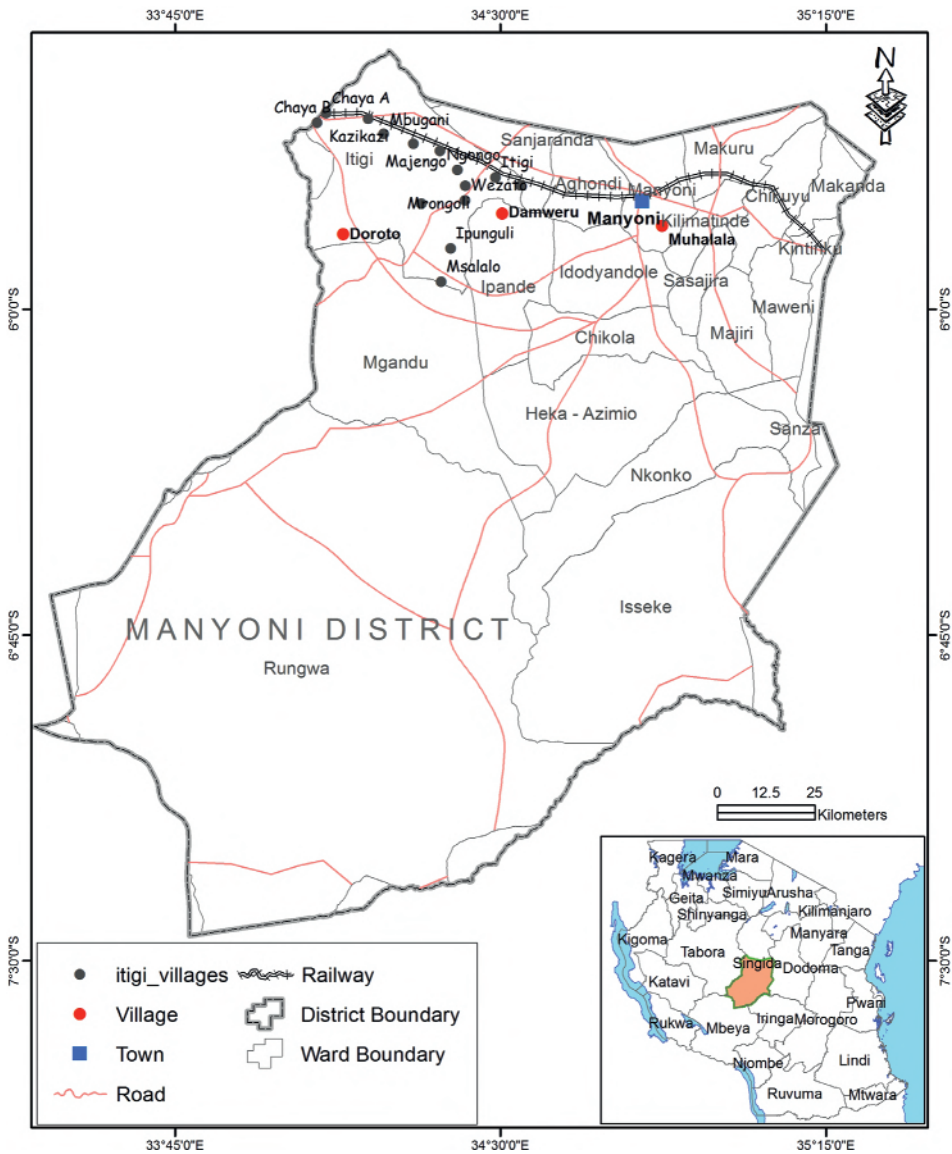 33°45'0"E
34°30'0"E
35°15'0"E
N
Chaya A
Chaya B
Mbugani
Kazikazi
Sanjaranda
Makuru
Itigi
Majengo
Ngongo
Itigi
Aghondi
Manyoni
Chikuyu
Makanda
Wezato
Mrongoli
Damweru
Manyoni
Kilimatinde
Doroto
Ipunguli
Muhalala
Kintinku
Msalalo
Ipande
Idodyandole
Sasajira
Maweni
6°0'0"S
6°0'0"S
Chikola
Majiri
Mgandu
Heka - Azimio
Sanza
Nkonko
Isseke
MANYONI DISTRICT
6°45'0"S
6°45'0"S
Rungwa
0 12.5 25
Kilometers
Kagera
Mara
Mwanza
Geita
Simiyu
Arusha
Shinyanga
Kilimanjaro
Kigoma
Manyara
Tabora
Tanga
Singida
Dodoma
Katavi
Pwani
Rukwa
Mbeya
Iringa
Morogoro
Njombe
Lindi
Ruvuma
Mtwara
7°30'0"S
7°30'0"S
itigi_villages
Railway
Village
District Boundary
Town
Ward Boundary
Road
33°45'0"E
34°30'0"E
35°15'0"E